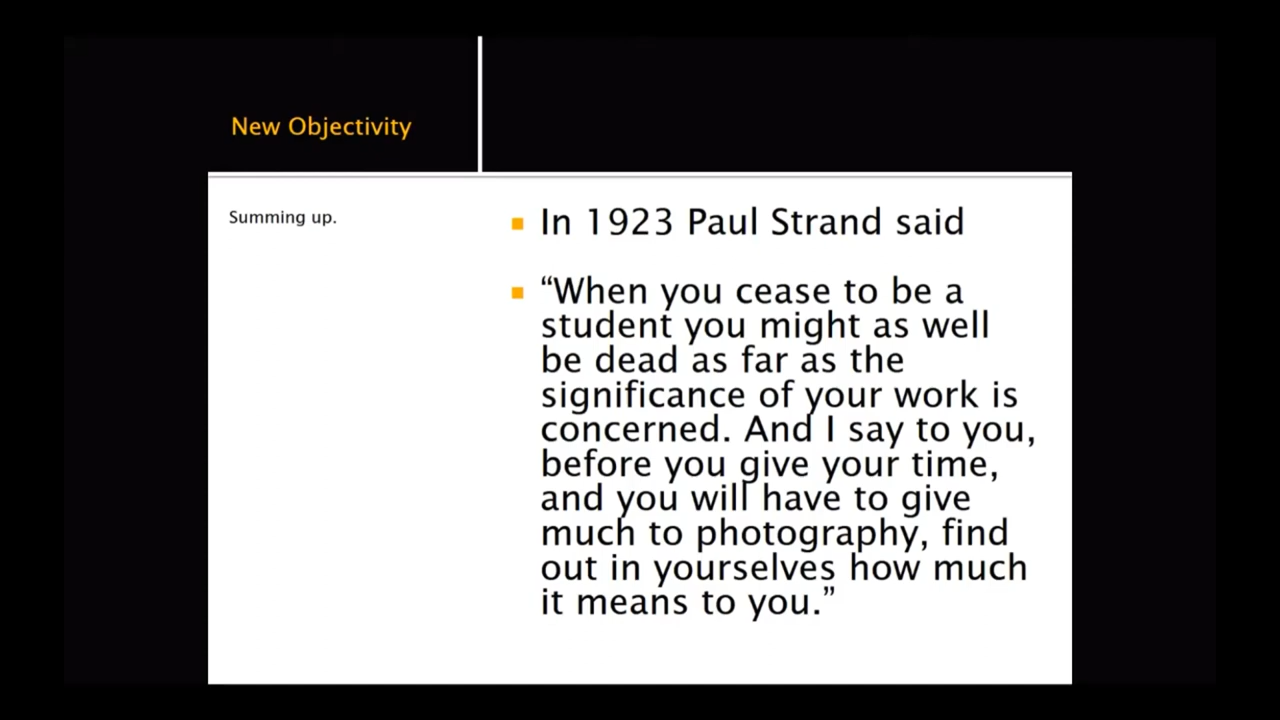 New Objectivity
Summing up.
In 1923 Paul Strand said
“When you cease to be a
student you might as well
be dead as far as the
significance of your work is
concerned. And I say to you,
before you give your time,
and you will have to give
much to photography, find
out in yourselves how much
it means to you.”